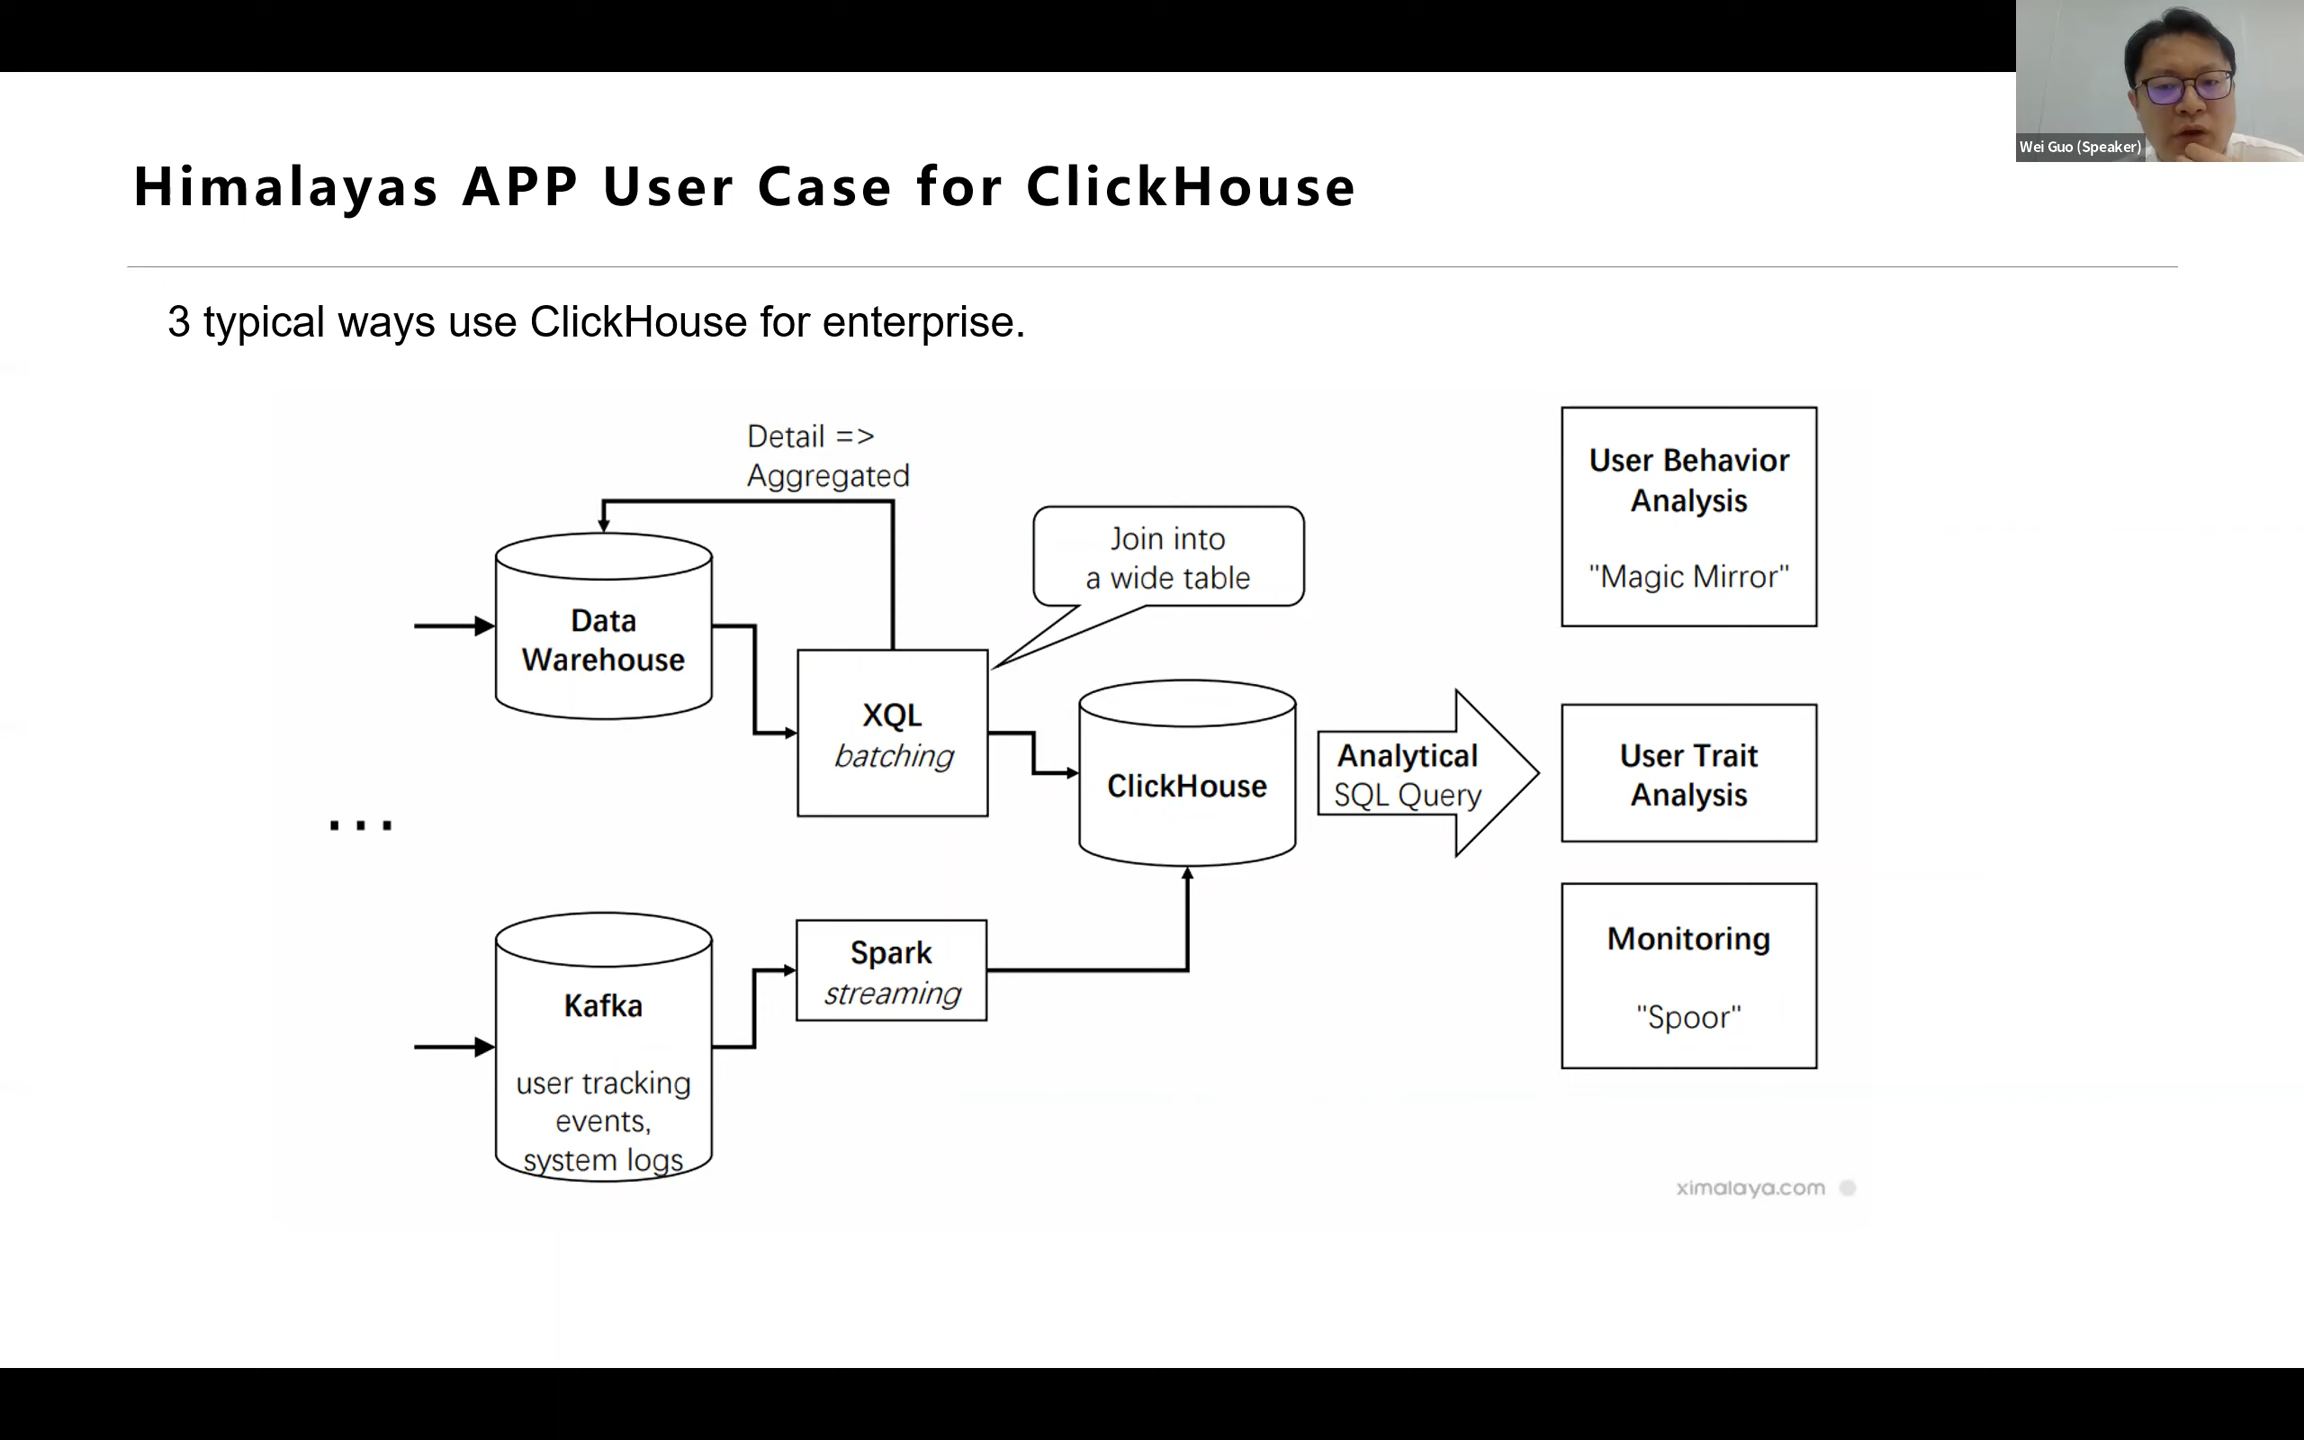 Wei Guo (Speaker)
Himalayas APP User Case for ClickHouse
3 typical ways use ClickHouse for enterprise.
Detail =>
Aggregated
Join into
a wide table
Data
Warehouse
XQL
batching
ClickHouse
Analytical
SQL Query
User Behavior
Analysis
"Magic Mirror"
User Trait
Analysis
Monitoring
"Spoor"
...
Kafka
user tracking
events,
system logs
Spark
streaming
ximalaya.com